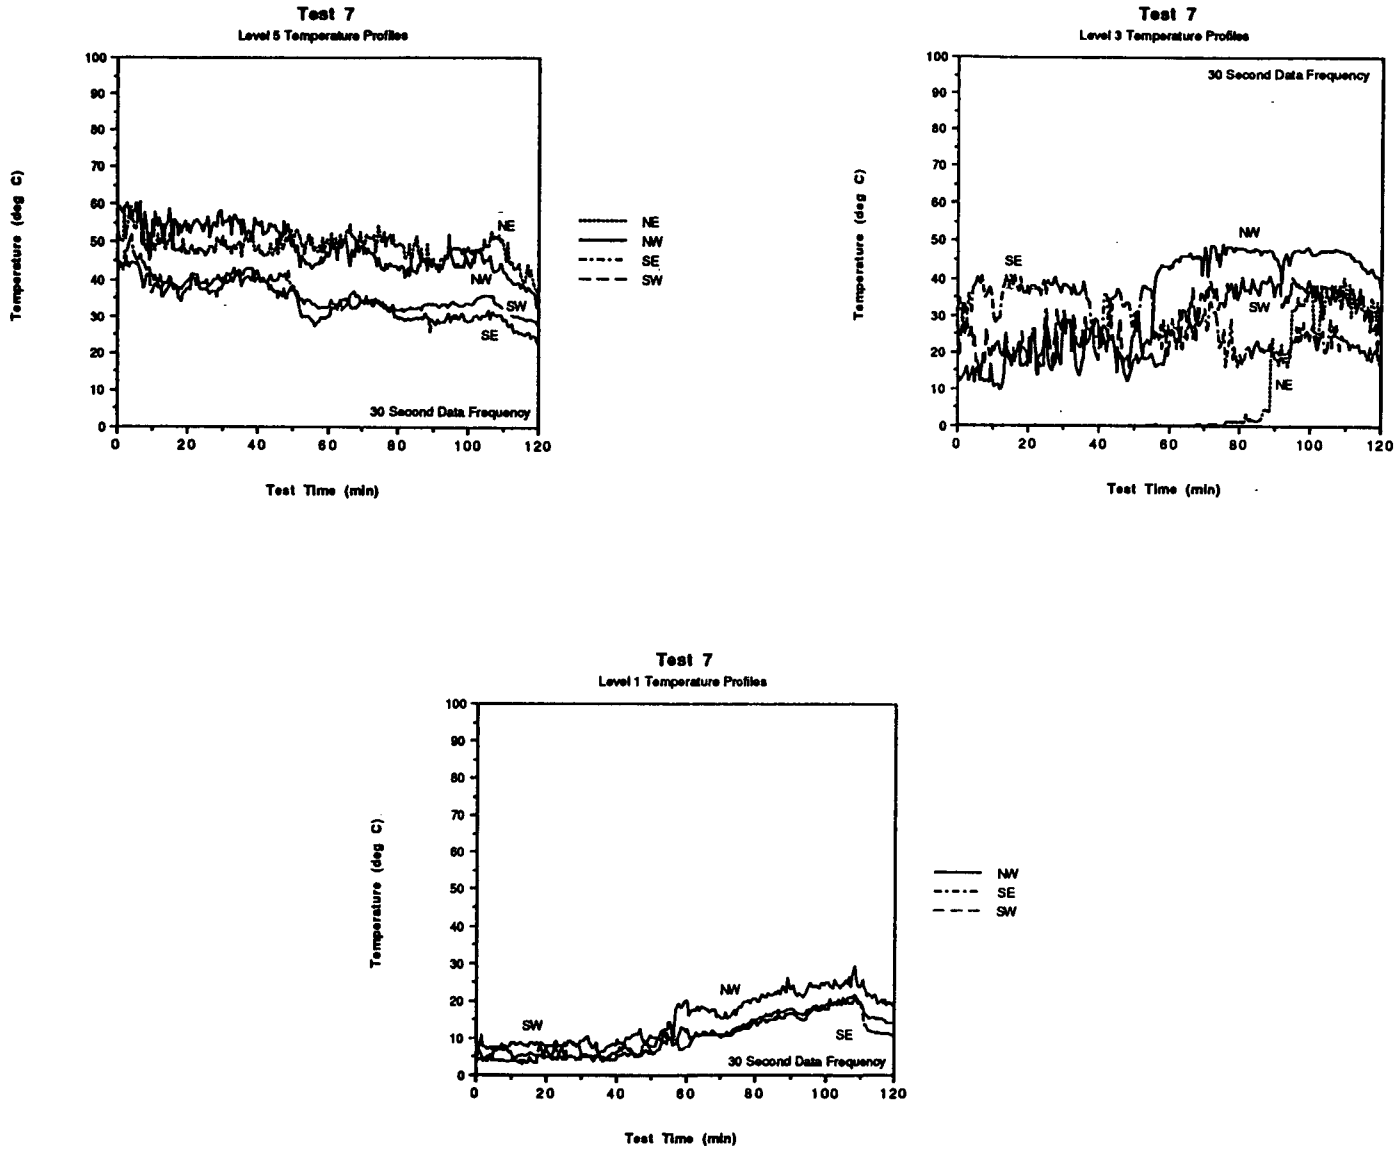 Test 7
Level 5 Temperature Profiles
100
90
80
70
60
50
40
30
20
10
0
Temperature (deg C)
NE
NW
SW
SE
30 Second Data Frequency
0 20 40 60 80 100 120
Test Time (min)
NE
NW
SE
SW
Test 7
Level 3 Temperature Profiles
100
90
80
70
60
50
40
30
20
10
0
Temperature (deg C)
30 Second Data Frequency
NW
SE
SW
NE
0 20 40 60 80 100 120
Test Time (min)
Test 7
Level 1 Temperature Profiles
100
90
80
70
60
50
40
30
20
10
0
Temperature (deg C)
NW
SW
SE
30 Second Data Frequency
0 20 40 60 80 100 120
Test Time (min)
NW
SE
SW